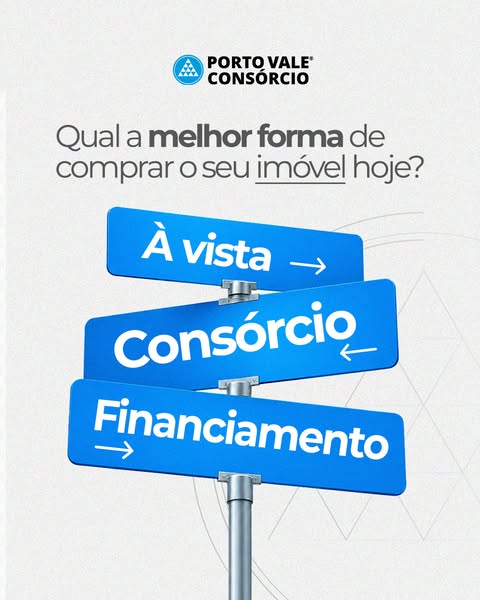 PORTO VALE®
CONSÓRCIO
Qual a melhor forma de
comprar o seu imóvel hoje?
À vista →
Consórcio
←
Financiamento
→